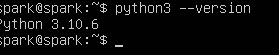 spark@spark:~$ python3 --version
Python 3.10.6
spark@spark:~$ _